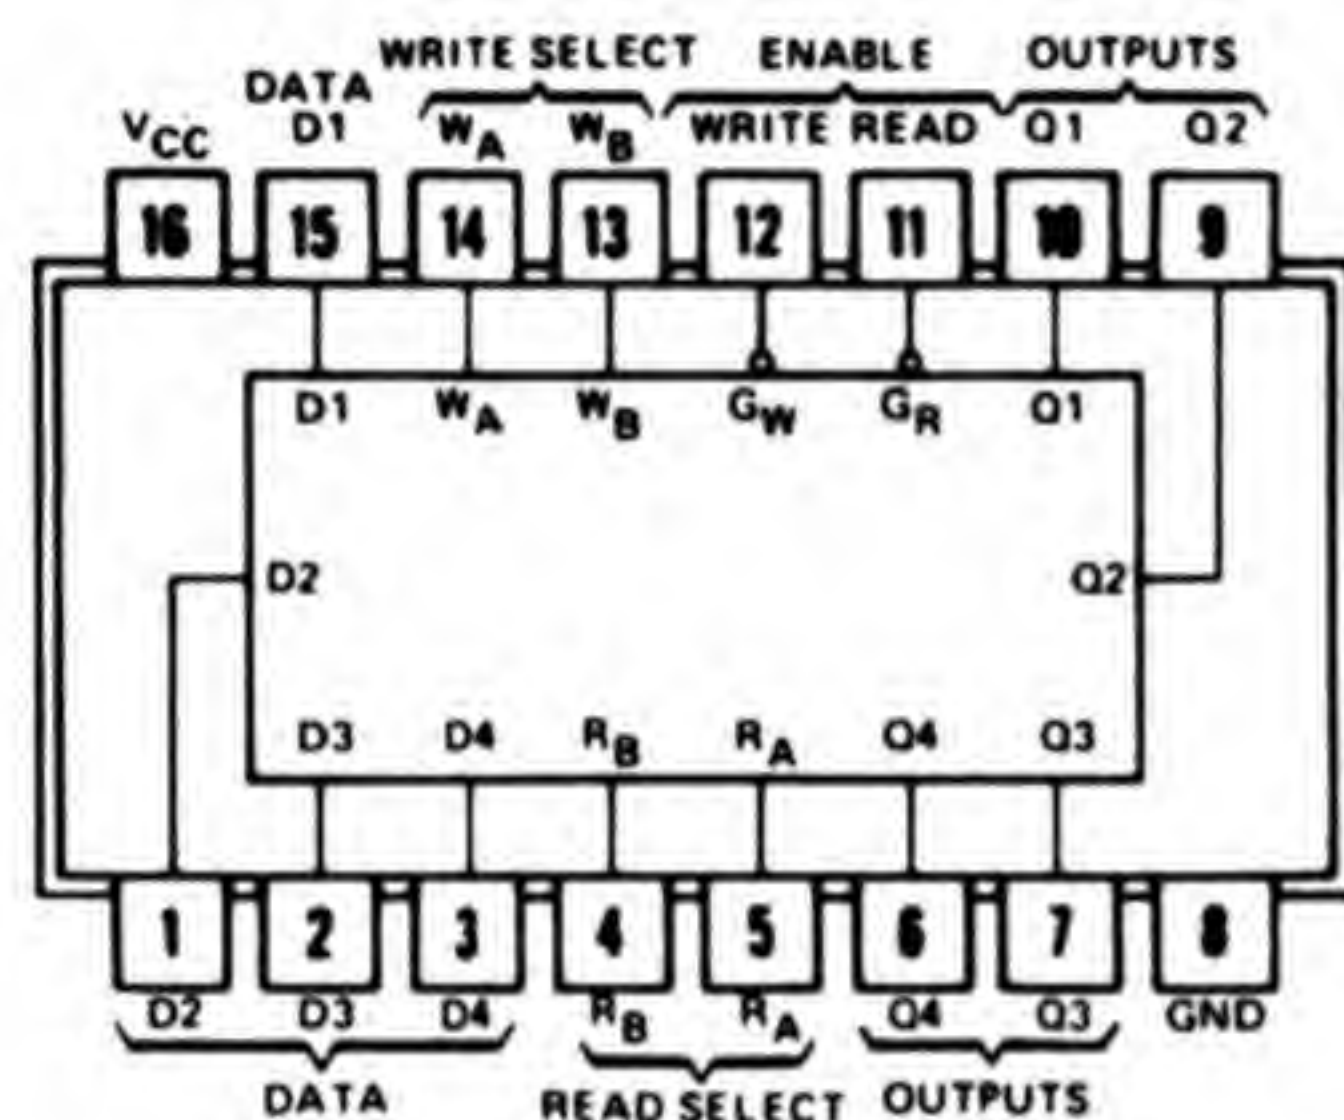 WRITE SELECT ENABLE OUTPUTS
DATA
VCC D1 WA WB WRITE READ Q1 Q2
16 15 14 13 12 11 10 9
D1 WA WB GW GR Q1
D2 Q2
D3 D4 RB RA Q4 Q3
1 2 3 4 5 6 7 8
D2 D3 D4 RB RA Q4 Q3 GND
DATA READ SELECT OUTPUTS